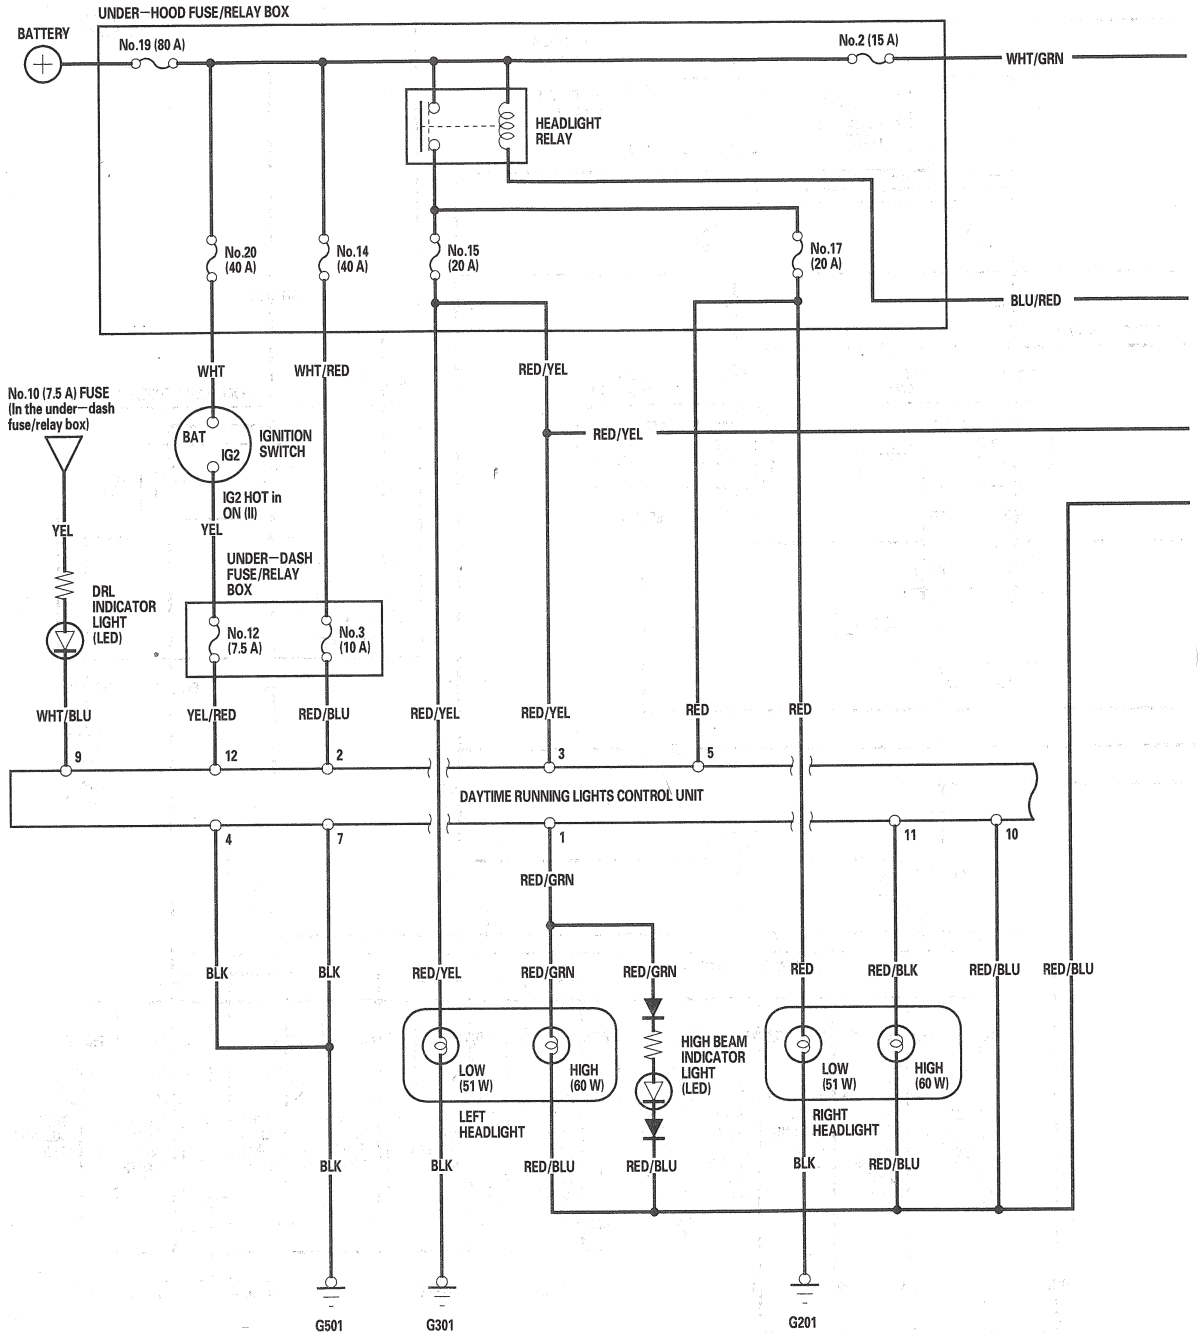 UNDER–HOOD FUSE/RELAY BOX
BATTERY
No.19 (80 A)
No.2 (15 A)
WHT/GRN
HEADLIGHT
RELAY
No.20
(40 A)
No.14
(40 A)
No.15
(20 A)
No.17
(20 A)
BLU/RED
WHT
WHT/RED
RED/YEL
No.10 (7.5 A) FUSE
(In the under–dash
fuse/relay box)
BAT
IG2
IGNITION
SWITCH
RED/YEL
IG2 HOT in
ON (II)
YEL
YEL
UNDER–DASH
FUSE/RELAY
BOX
DRL
INDICATOR
LIGHT
(LED)
No.12
(7.5 A)
No.3
(10 A)
WHT/BLU
YEL/RED
RED/BLU
RED/YEL
RED/YEL
RED
RED
9
12
2
3
5
DAYTIME RUNNING LIGHTS CONTROL UNIT
4
7
1
11
10
RED/GRN
BLK
BLK
RED/YEL
RED/GRN
RED/GRN
RED
RED/BLK
RED/BLU
RED/BLU
LOW
(51 W)
HIGH
(60 W)
HIGH BEAM
INDICATOR
LIGHT
(LED)
LOW
(51 W)
HIGH
(60 W)
LEFT
HEADLIGHT
RIGHT
HEADLIGHT
BLK
BLK
RED/BLU
RED/BLU
BLK
RED/BLU
G501
G301
G201